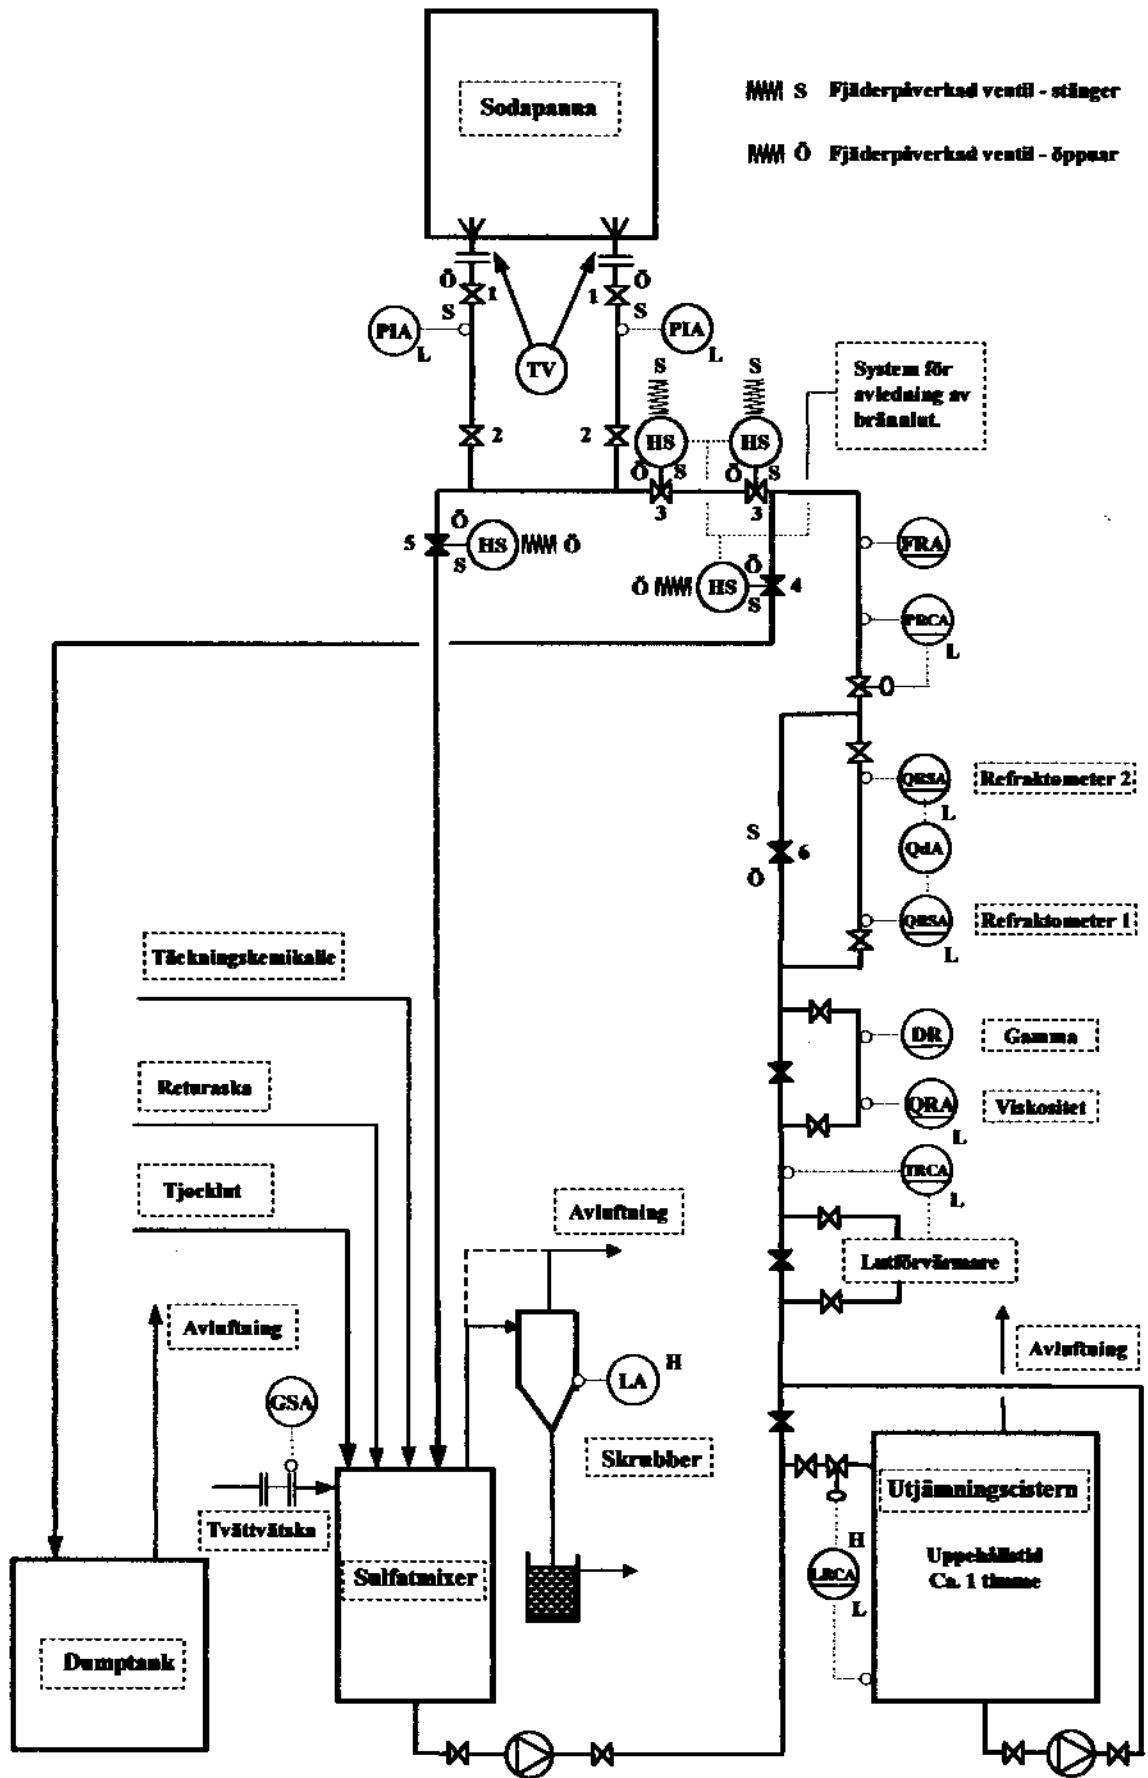 Sodapanna
S Fjäderpåverkad ventil - stänger
Ö Fjäderpåverkad ventil - öppnar
Ö
1
S
1
Ö
S
PIA
L
PIA
L
TV
S
S
System för
avledning av
brännlut.
2
2
HS
HS
Ö S
Ö S
3
3
5
Ö
S
HS
Ö
Ö
HS
Ö
S
4
FRA
PRCA
L
QRSA
L
Refraktometer 2
S
Ö
6
QdA
QRSA
L
Refraktometer 1
Täckningskemikalie
DR
Gamma
Returaska
QRA
L
Viskositet
Tjocklut
TRCA
L
Avluftning
Lutförvärmare
Avluftning
Avluftning
GSA
LA
H
Skrubber
Utjämningscistern
Tvättvätska
Uppehållstid
Ca. 1 timme
H
LRCA
L
Sulfatmixer
Dumptank